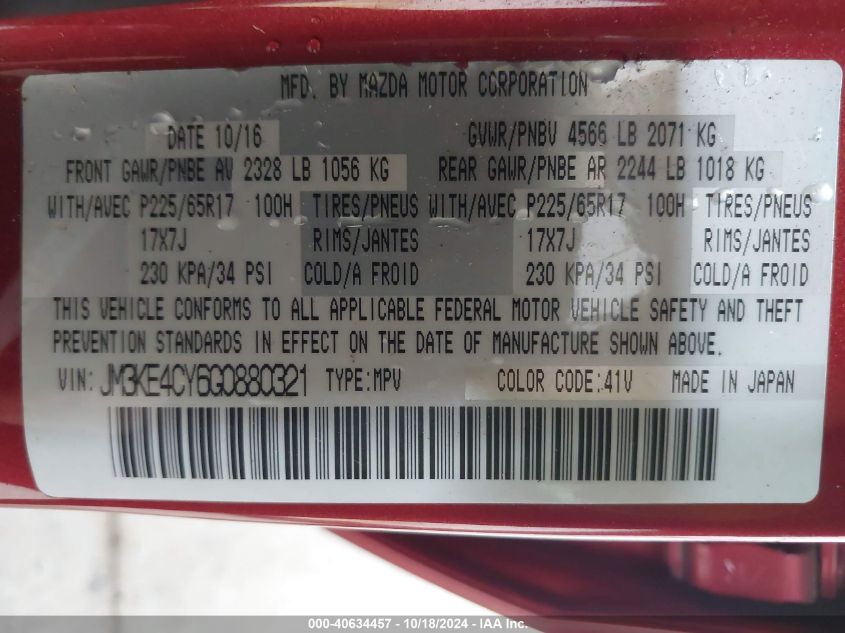 MFD. BY MAZDA MOTOR CORPORATION
DATE 10/16 GVWR/PNBV 4566 LB 2071 KG
FRONT GAWR/PNBE AV 2328 LB 1056 KG REAR GAWR/PNBE AR 2244 LB 1018 KG
WITH/AVEC P225/65R17 100H TIRES/PNEUS WITH/AVEC P225/65R17 100H TIRES/PNEUS
17X7J RIMS/JANTES 17X7J RIMS/JANTES
230 KPA/34 PSI COLD/A FROID 230 KPA/34 PSI COLD/A FROID
THIS VEHICLE CONFORMS TO ALL APPLICABLE FEDERAL MOTOR VEHICLE SAFETY AND THEFT
PREVENTION STANDARDS IN EFFECT ON THE DATE OF MANUFACTURE SHOWN ABOVE.
VIN: JM3KE4CY6G0880321 TYPE:MPV COLOR CODE:41V MADE IN JAPAN
000-40634457 - 10/18/2024 - IAA Inc.